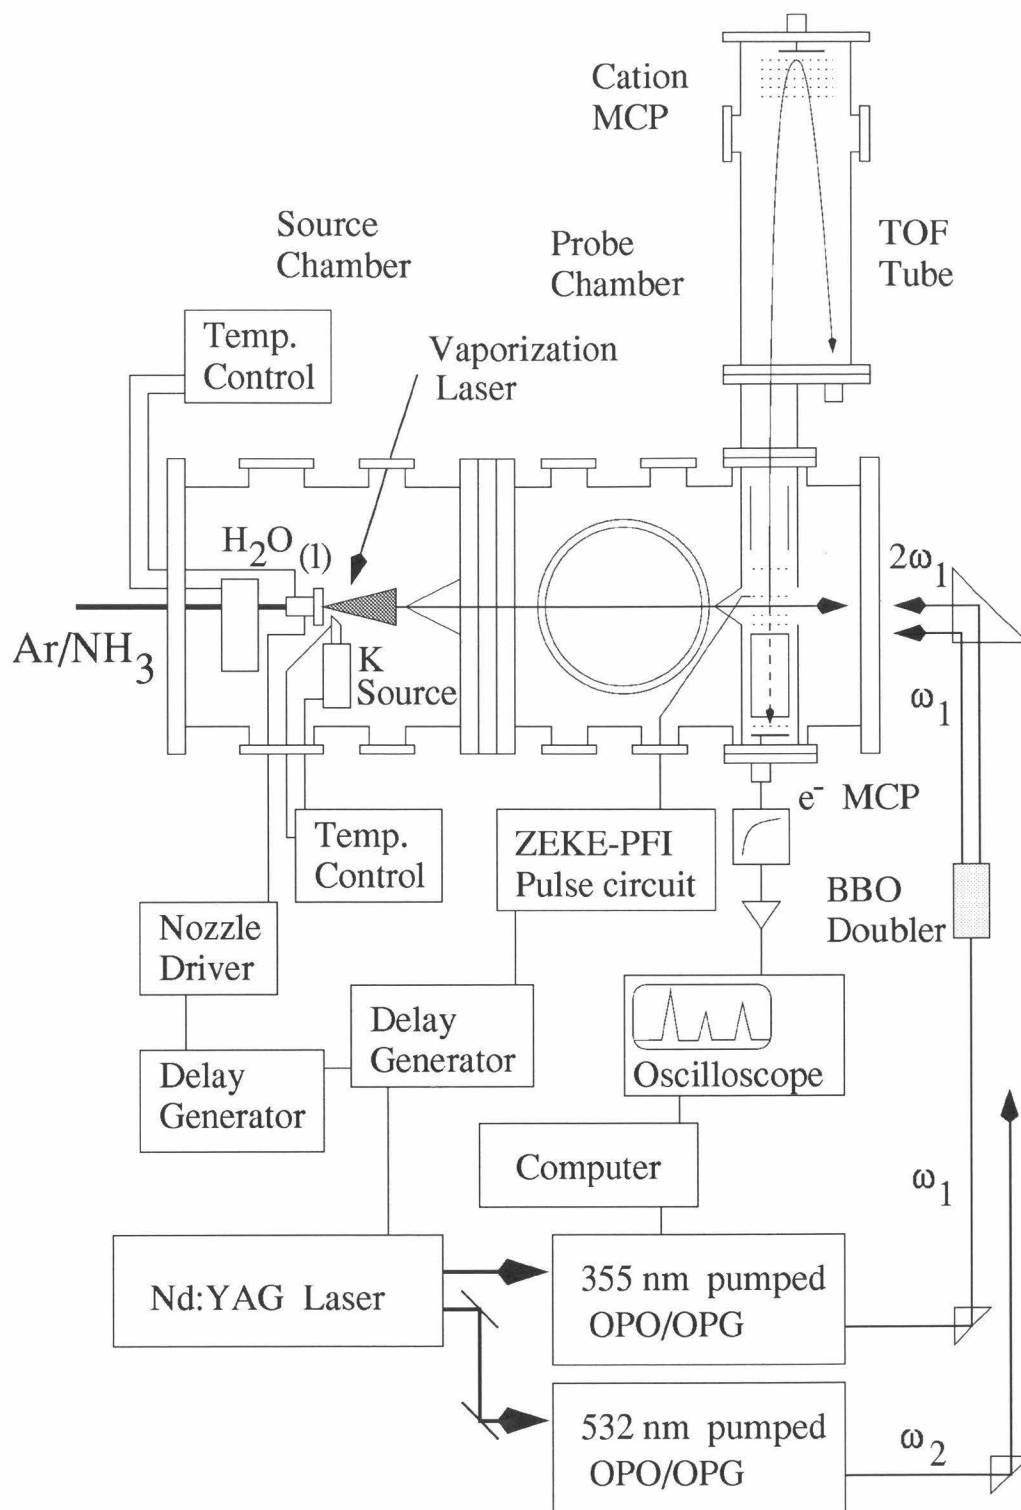 Cation
MCP
Source
Chamber
Probe
Chamber
TOF
Tube
Temp.
Control
Vaporization
Laser
H2O (l)
2ω1
Ar/NH3
K
Source
ω1
e- MCP
Temp.
Control
ZEKE-PFI
Pulse circuit
BBO
Doubler
Nozzle
Driver
Delay
Generator
Delay
Generator
Oscilloscope
Computer
ω1
Nd:YAG Laser
355 nm pumped
OPO/OPG
532 nm pumped
OPO/OPG
ω2